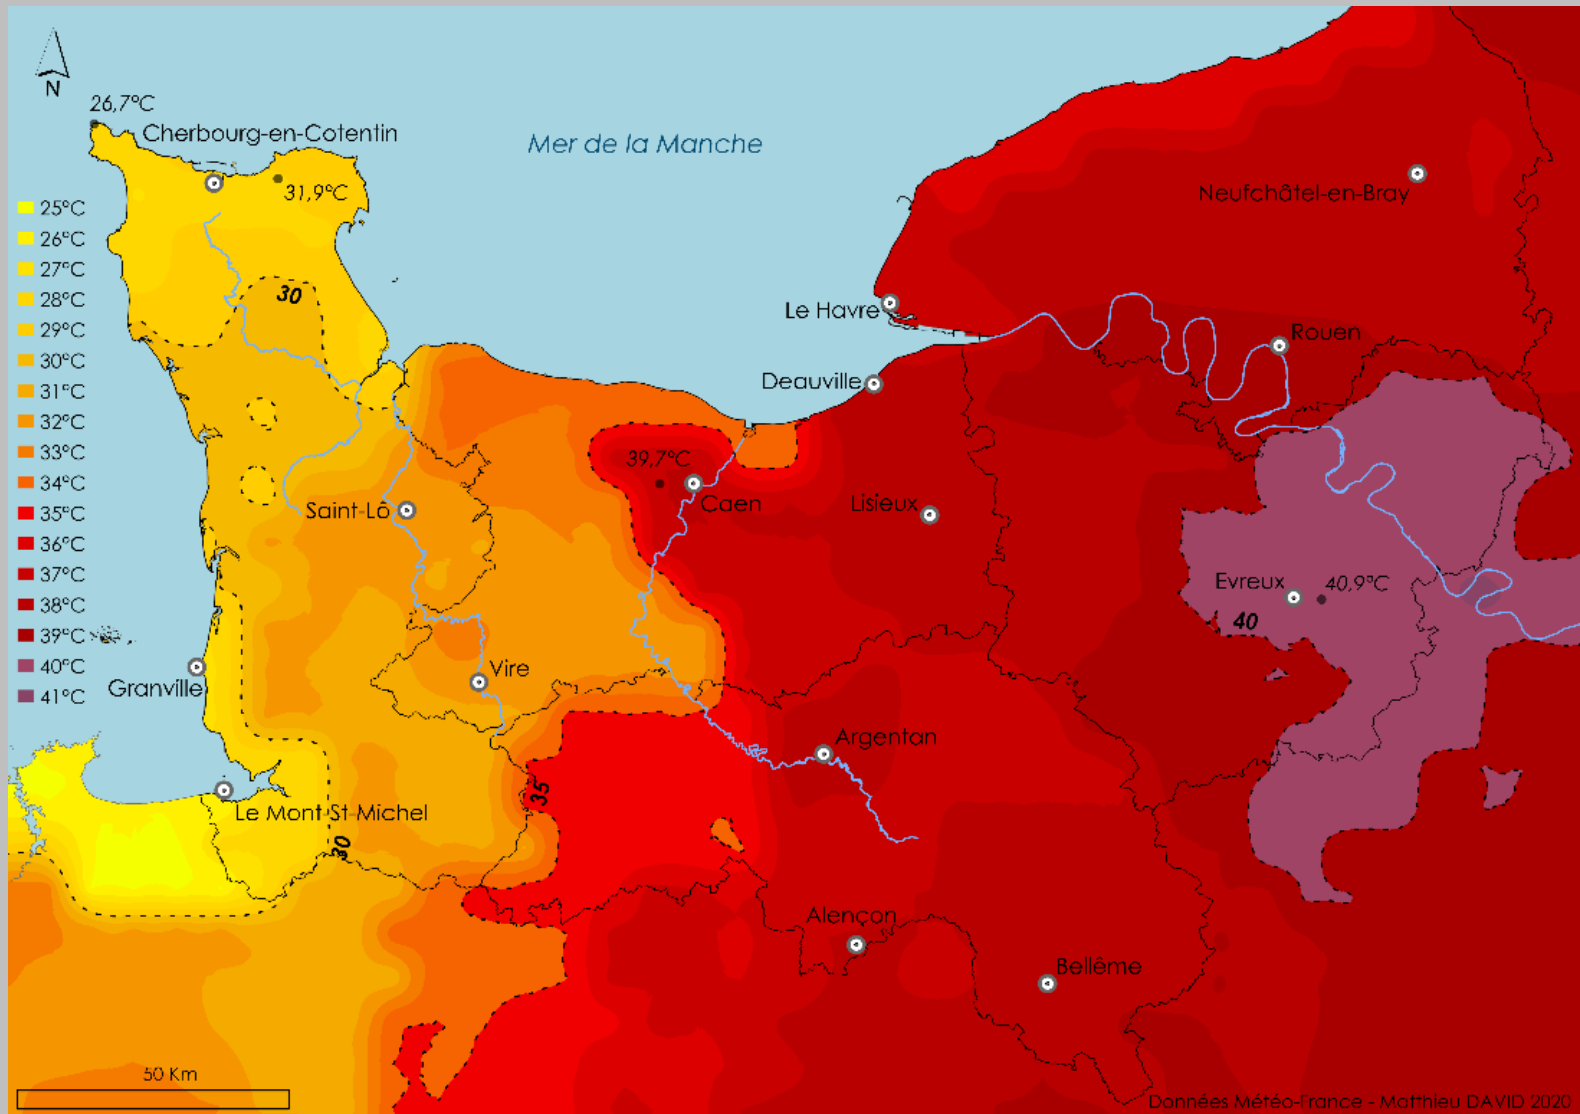 N
26,7°C
Cherbourg-en-Cotentin
Mer de la Manche
31,9°C
Neufchâtel-en-Bray
25°C
26°C
27°C
28°C
29°C
30°C
31°C
32°C
33°C
34°C
35°C
36°C
37°C
38°C
39°C
40°C
41°C
30
Le Havre
Rouen
Deauville
39,7°C
Caen
Lisieux
Saint-Lô
Evreux
40,9°C
40
Vire
Granville
Argentan
35
Le Mont-St-Michel
30
Alençon
Bellême
50 Km
Données Météo-France - Matthieu DAVID 2020